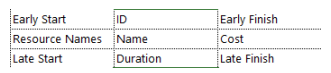 Early Start ID Early Finish
Resource Names Name Cost
Late Start Duration Late Finish